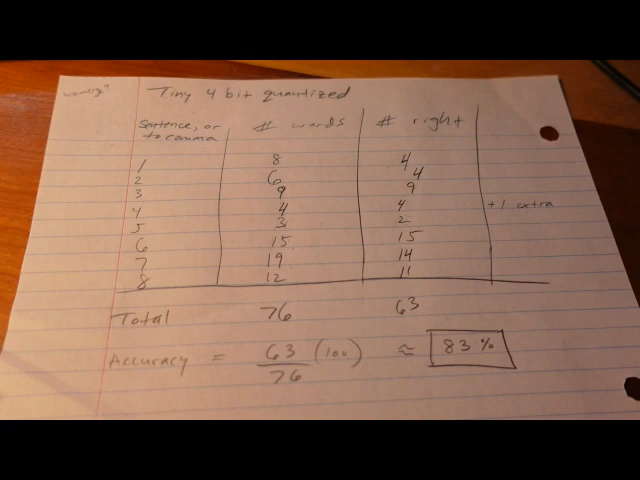 Tiny 4 bit quantized
sentence, or # words # right
to comma
1 8 4
2 6 4
3 9 9
4 4 4 +1 extra
5 3 2
6 15 15
7 19 14
8 12 11
Total 76 63
Accuracy = 63/76 (100) ≈ 83%